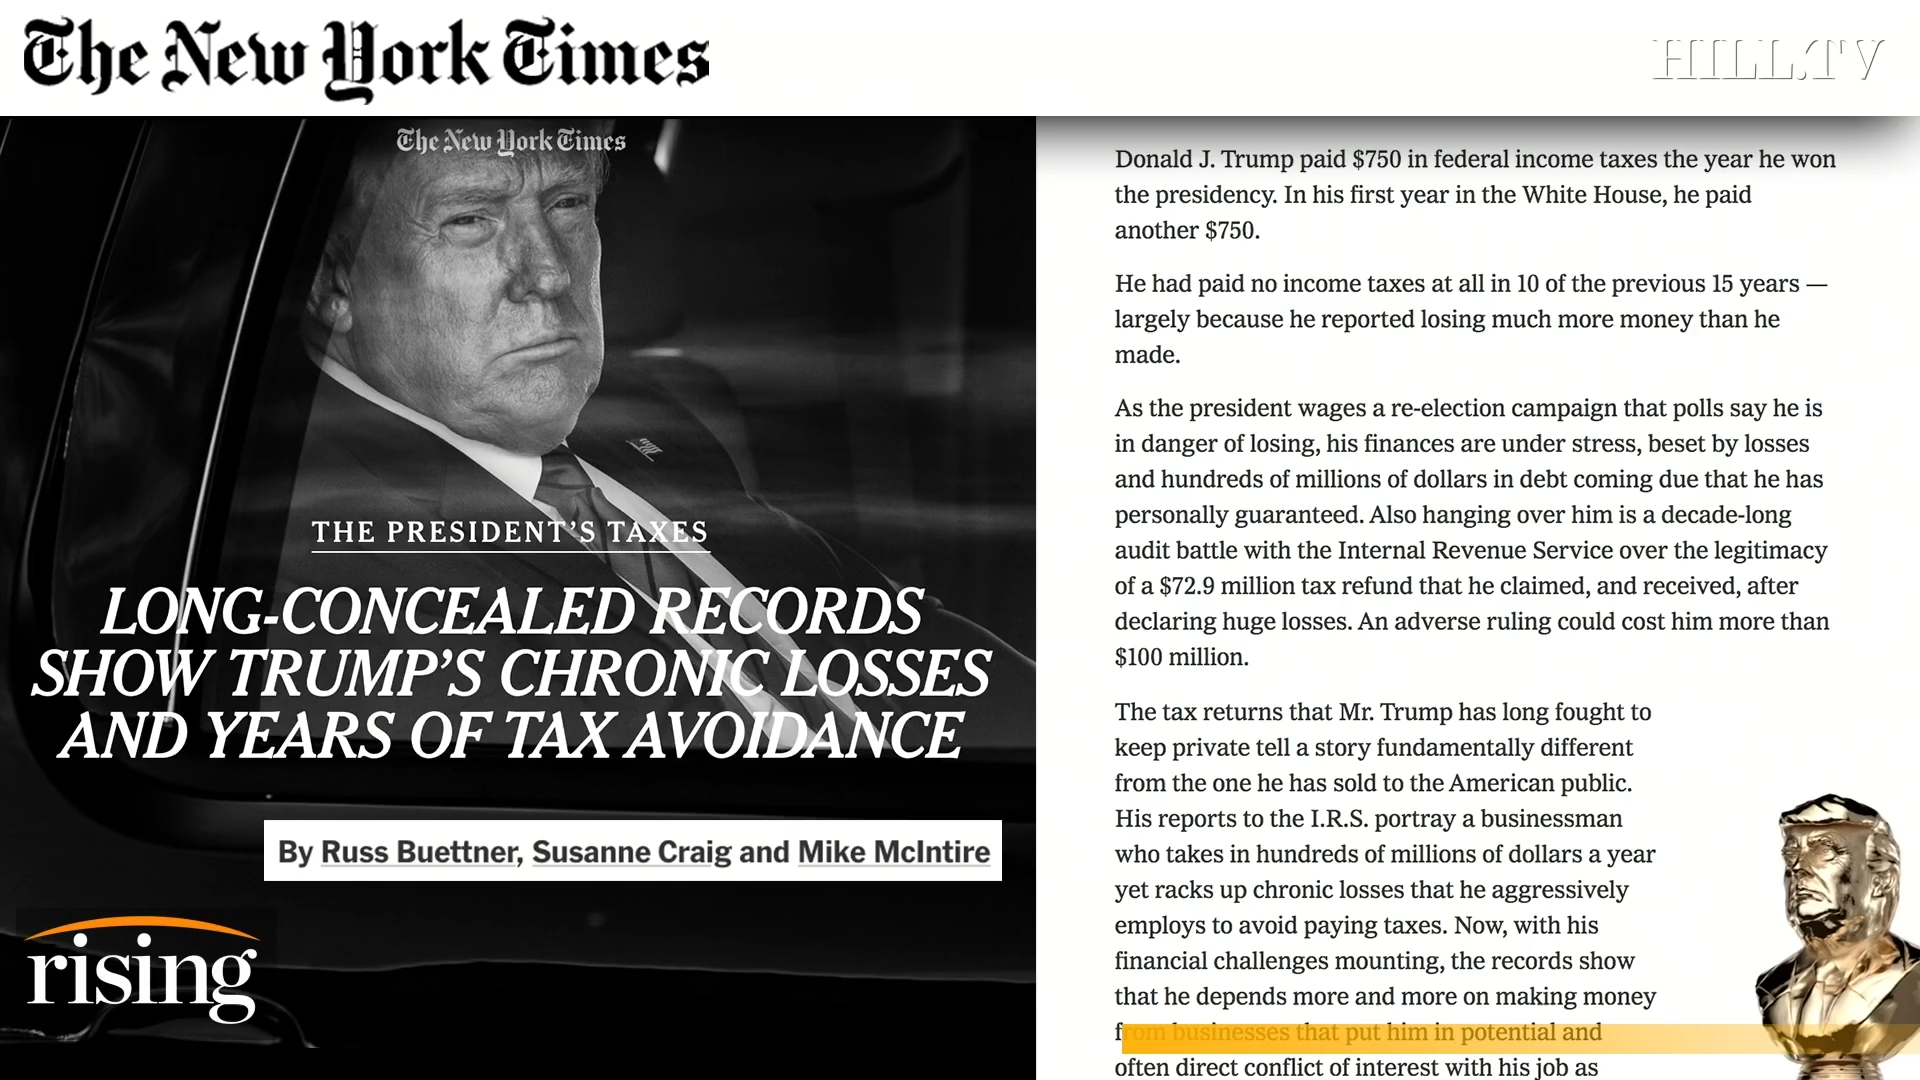 The New York Times
HILL.TV
The New York Times
THE PRESIDENT'S TAXES
LONG-CONCEALED RECORDS
SHOW TRUMP'S CHRONIC LOSSES
AND YEARS OF TAX AVOIDANCE
By Russ Buettner, Susanne Craig and Mike McIntire
rising
Donald J. Trump paid $750 in federal income taxes the year he won
the presidency. In his first year in the White House, he paid
another $750.
He had paid no income taxes at all in 10 of the previous 15 years —
largely because he reported losing much more money than he
made.
As the president wages a re-election campaign that polls say he is
in danger of losing, his finances are under stress, beset by losses
and hundreds of millions of dollars in debt coming due that he has
personally guaranteed. Also hanging over him is a decade-long
audit battle with the Internal Revenue Service over the legitimacy
of a $72.9 million tax refund that he claimed, and received, after
declaring huge losses. An adverse ruling could cost him more than
$100 million.
The tax returns that Mr. Trump has long fought to
keep private tell a story fundamentally different
from the one he has sold to the American public.
His reports to the I.R.S. portray a businessman
who takes in hundreds of millions of dollars a year
yet racks up chronic losses that he aggressively
employs to avoid paying taxes. Now, with his
financial challenges mounting, the records show
that he depends more and more on making money
from businesses that put him in potential and
often direct conflict of interest with his job as